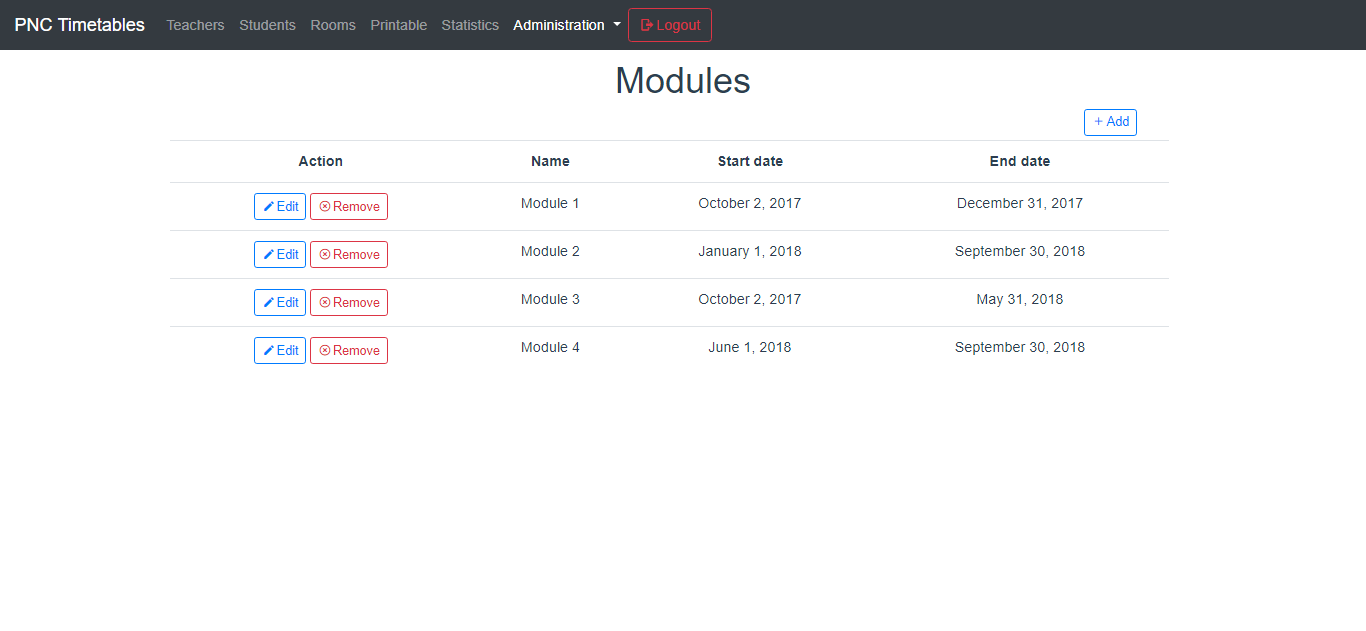 PNC Timetables Teachers Students Rooms Printable Statistics Administration Logout
Modules
+ Add
Action Name Start date End date
Edit Remove Module 1 October 2, 2017 December 31, 2017
Edit Remove Module 2 January 1, 2018 September 30, 2018
Edit Remove Module 3 October 2, 2017 May 31, 2018
Edit Remove Module 4 June 1, 2018 September 30, 2018